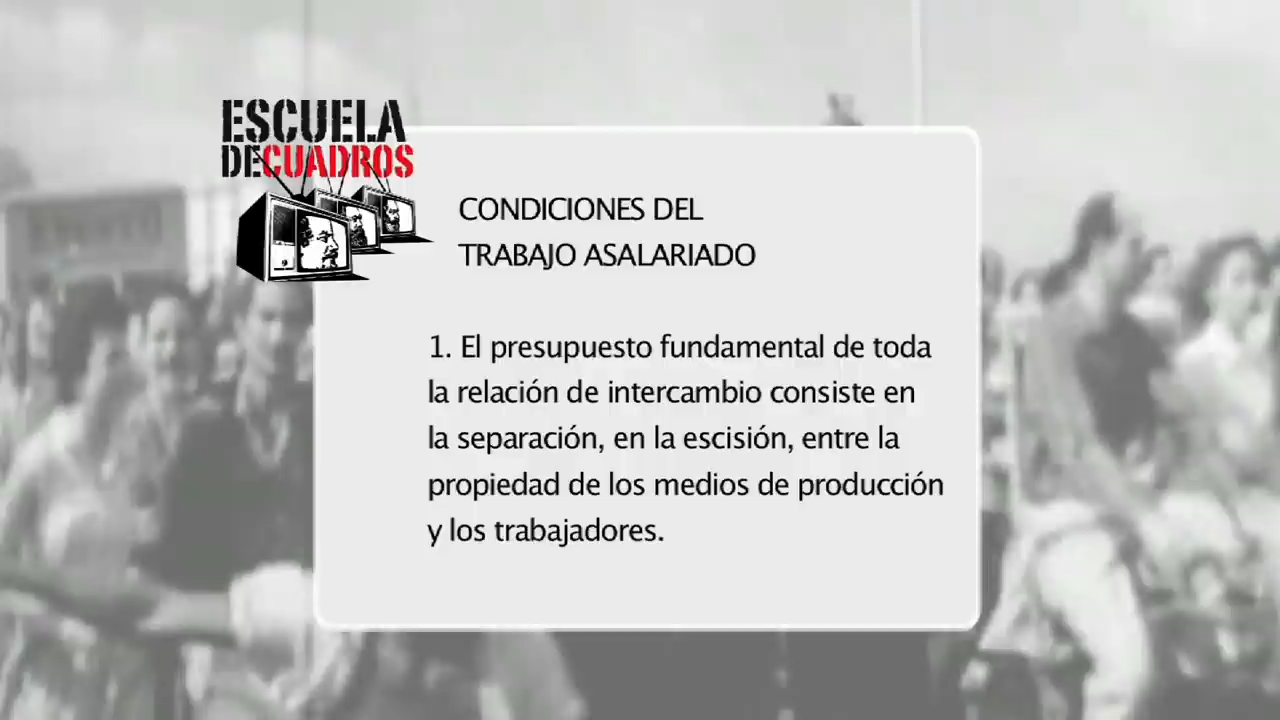 ESCUELA
DECUADROS
CONDICIONES DEL
TRABAJO ASALARIADO
1. El presupuesto fundamental de toda
la relación de intercambio consiste en
la separación, en la escisión, entre la
propiedad de los medios de producción
y los trabajadores.